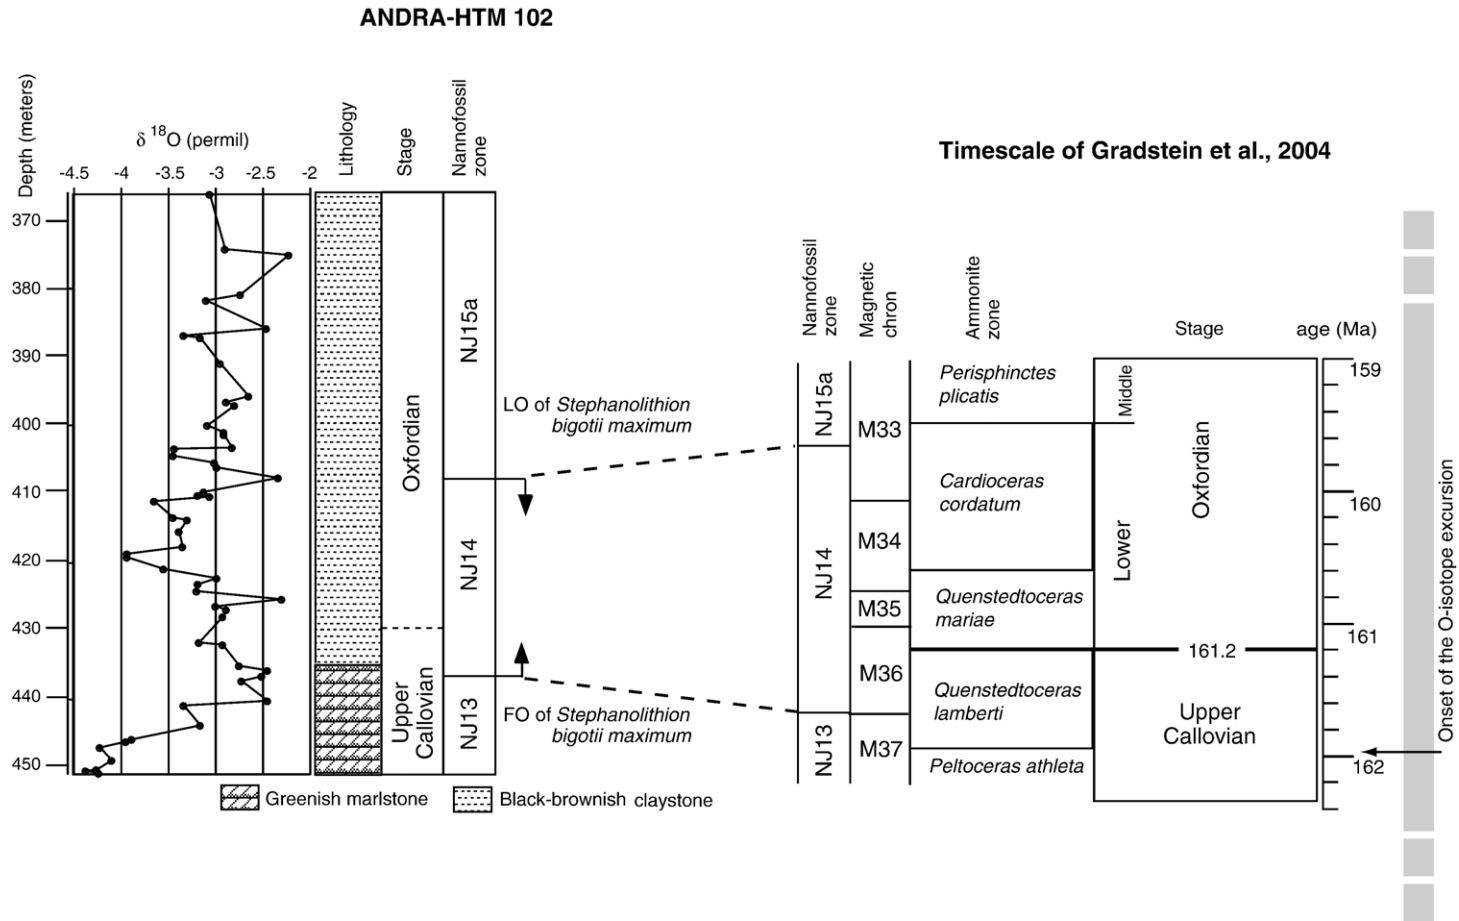 ANDRA-HTM 102
Depth (meters)
δ 18O (permil)
-4.5 -4 -3.5 -3 -2.5 -2
Lithology
Stage
Nannofossil
zone
370
380
390
400
410
420
430
440
450
Oxfordian
Upper
Callovian
NJ15a
NJ14
NJ13
LO of Stephanolithion
bigotii maximum
FO of Stephanolithion
bigotii maximum
Greenish marlstone
Black-brownish claystone
Timescale of Gradstein et al., 2004
Nannofossil
zone
Magnetic
chron
Ammonite
zone
Stage
age (Ma)
NJ15a
NJ14
NJ13
M33
M34
M35
M36
M37
Perisphinctes
plicatis
Cardioceras
cordatum
Quenstedtoceras
mariae
Quenstedtoceras
lamberti
Peltoceras athleta
Middle
Lower
Oxfordian
161.2
Upper
Callovian
159
160
161
162
Onset of the O-isotope excursion